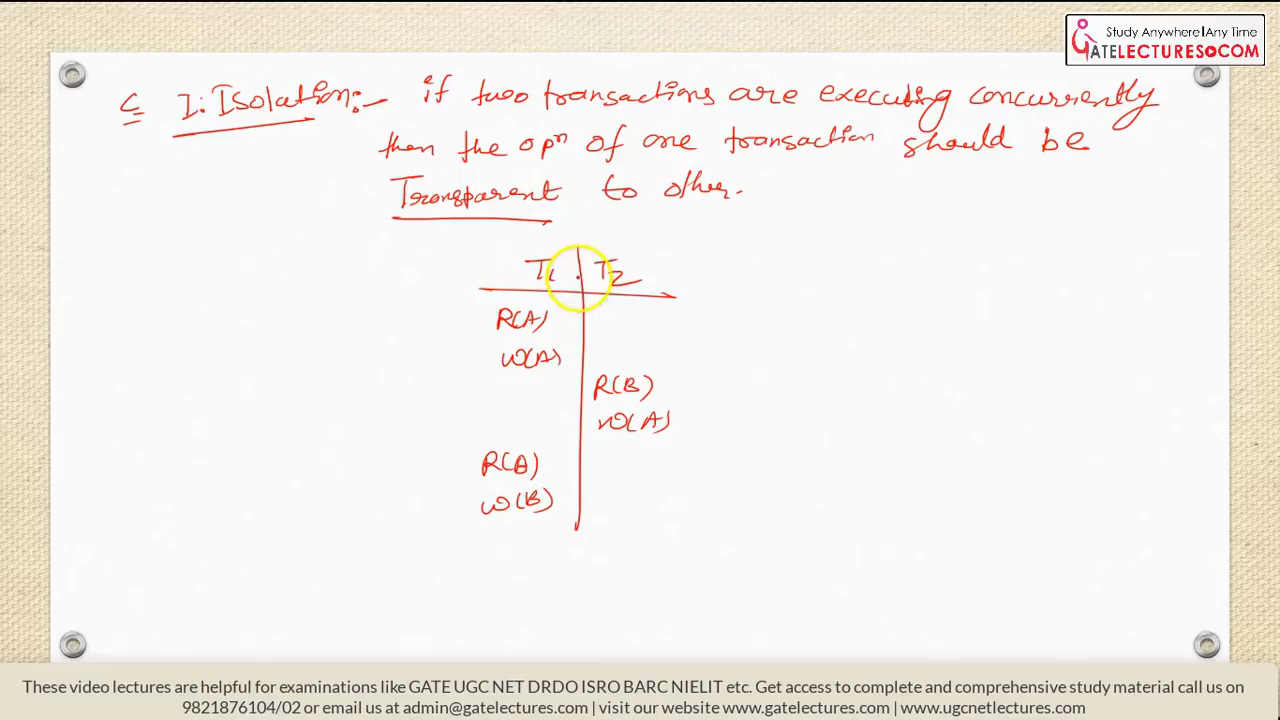 Study Anywhere Any Time
GATELECTURES.COM
C I: Isolation:- if two transactions are executing concurrently
then the opn of one transaction should be
Transparent to other.
T1 T2
R(A)
W(A)
R(B)
W(A)
R(B)
W(B)
These video lectures are helpful for examinations like GATE UGC NET DRDO ISRO BARC NIELIT etc. Get access to complete and comprehensive study material call us on
9821876104/02 or email us at admin@gatelectures.com | visit our website www.gatelectures.com | www.ugcnetlectures.com